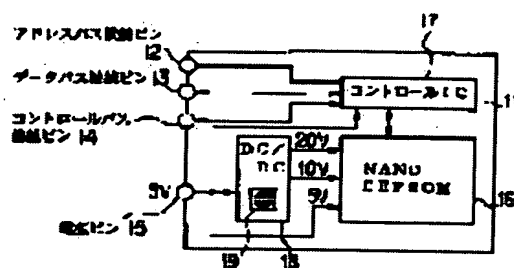 アドレスバス接続ピン
12
17
データバス接続ピン 13
コントロールIC
11
コントロールバス
接続ピン 14
DC/
DC
20V
10V
5V
NAND
EEPROM
5V
電源ピン 15
16
19
18